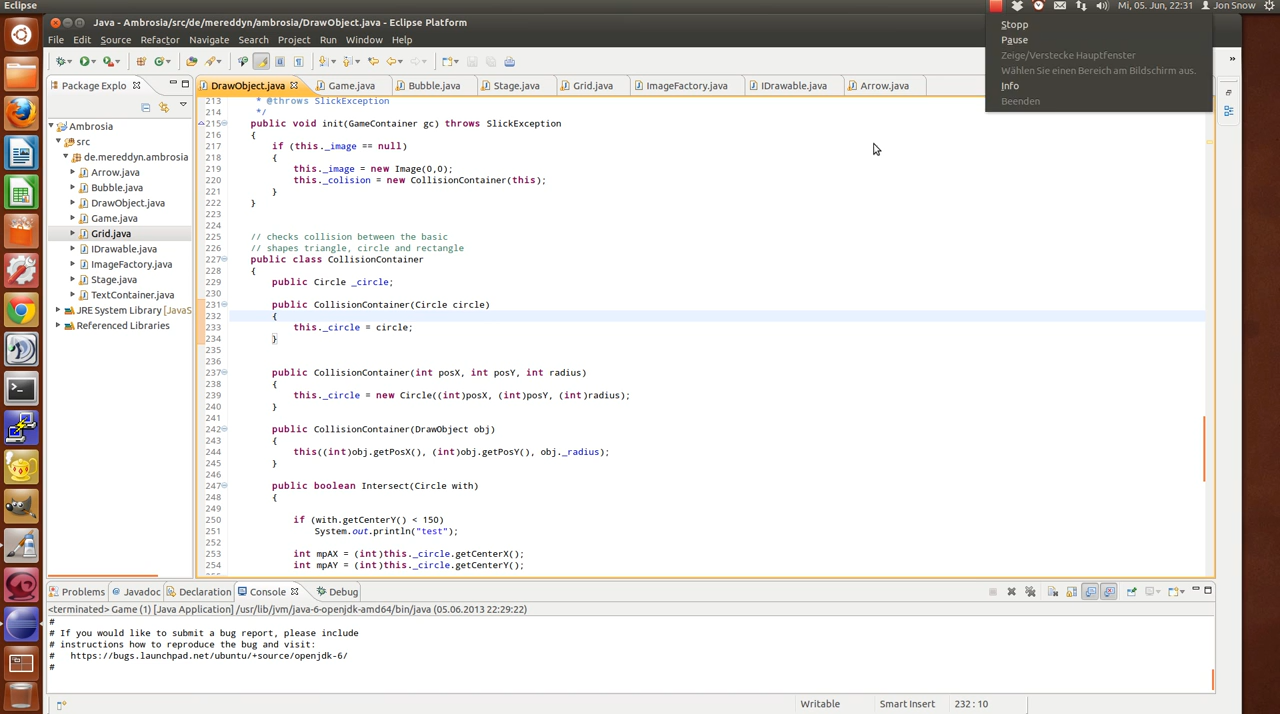 Eclipse
Mi, 05. Jun, 22:31
Jon Snow
Java - Ambrosia/src/de/mereddyn/ambrosia/DrawObject.java - Eclipse Platform
File Edit Source Refactor Navigate Search Project Run Window Help
Stopp
Pause
Zeige/Verstecke Hauptfenster
Wählen Sie einen Bereich am Bildschirm aus.
Info
Beenden
Package Explo
DrawObject.java Game.java Bubble.java Stage.java Grid.java ImageFactory.java IDrawable.java Arrow.java
Ambrosia
src
de.mereddyn.ambrosia
Arrow.java
Bubble.java
DrawObject.java
Game.java
Grid.java
IDrawable.java
ImageFactory.java
Stage.java
TextContainer.java
JRE System Library [JavaS
Referenced Libraries
213 * @throws SlickException
214 */
215 public void init(GameContainer gc) throws SlickException
216 {
217 if (this._image == null)
218 {
219 this._image = new Image(0,0);
220 this._colision = new CollisionContainer(this);
221 }
222 }
223
224
225 // checks collision between the basic
226 // shapes triangle, circle and rectangle
227 public class CollisionContainer
228 {
229 public Circle _circle;
230
231 public CollisionContainer(Circle circle)
232 {
233 this._circle = circle;
234 }
235
236
237 public CollisionContainer(int posX, int posY, int radius)
238 {
239 this._circle = new Circle((int)posX, (int)posY, (int)radius);
240 }
241
242 public CollisionContainer(DrawObject obj)
243 {
244 this((int)obj.getPosX(), (int)obj.getPosY(), obj._radius);
245 }
246
247 public boolean Intersect(Circle with)
248 {
249
250 if (with.getCenterY() < 150)
251 System.out.println("test");
252
253 int mpAX = (int)this._circle.getCenterX();
254 int mpAY = (int)this._circle.getCenterY();
Problems Javadoc Declaration Console Debug
<terminated> Game (1) [Java Application] /usr/lib/jvm/java-6-openjdk-amd64/bin/java (05.06.2013 22:29:22)
#
# If you would like to submit a bug report, please include
# instructions how to reproduce the bug and visit:
# https://bugs.launchpad.net/ubuntu/+source/openjdk-6/
#
Writable Smart Insert 232 : 10